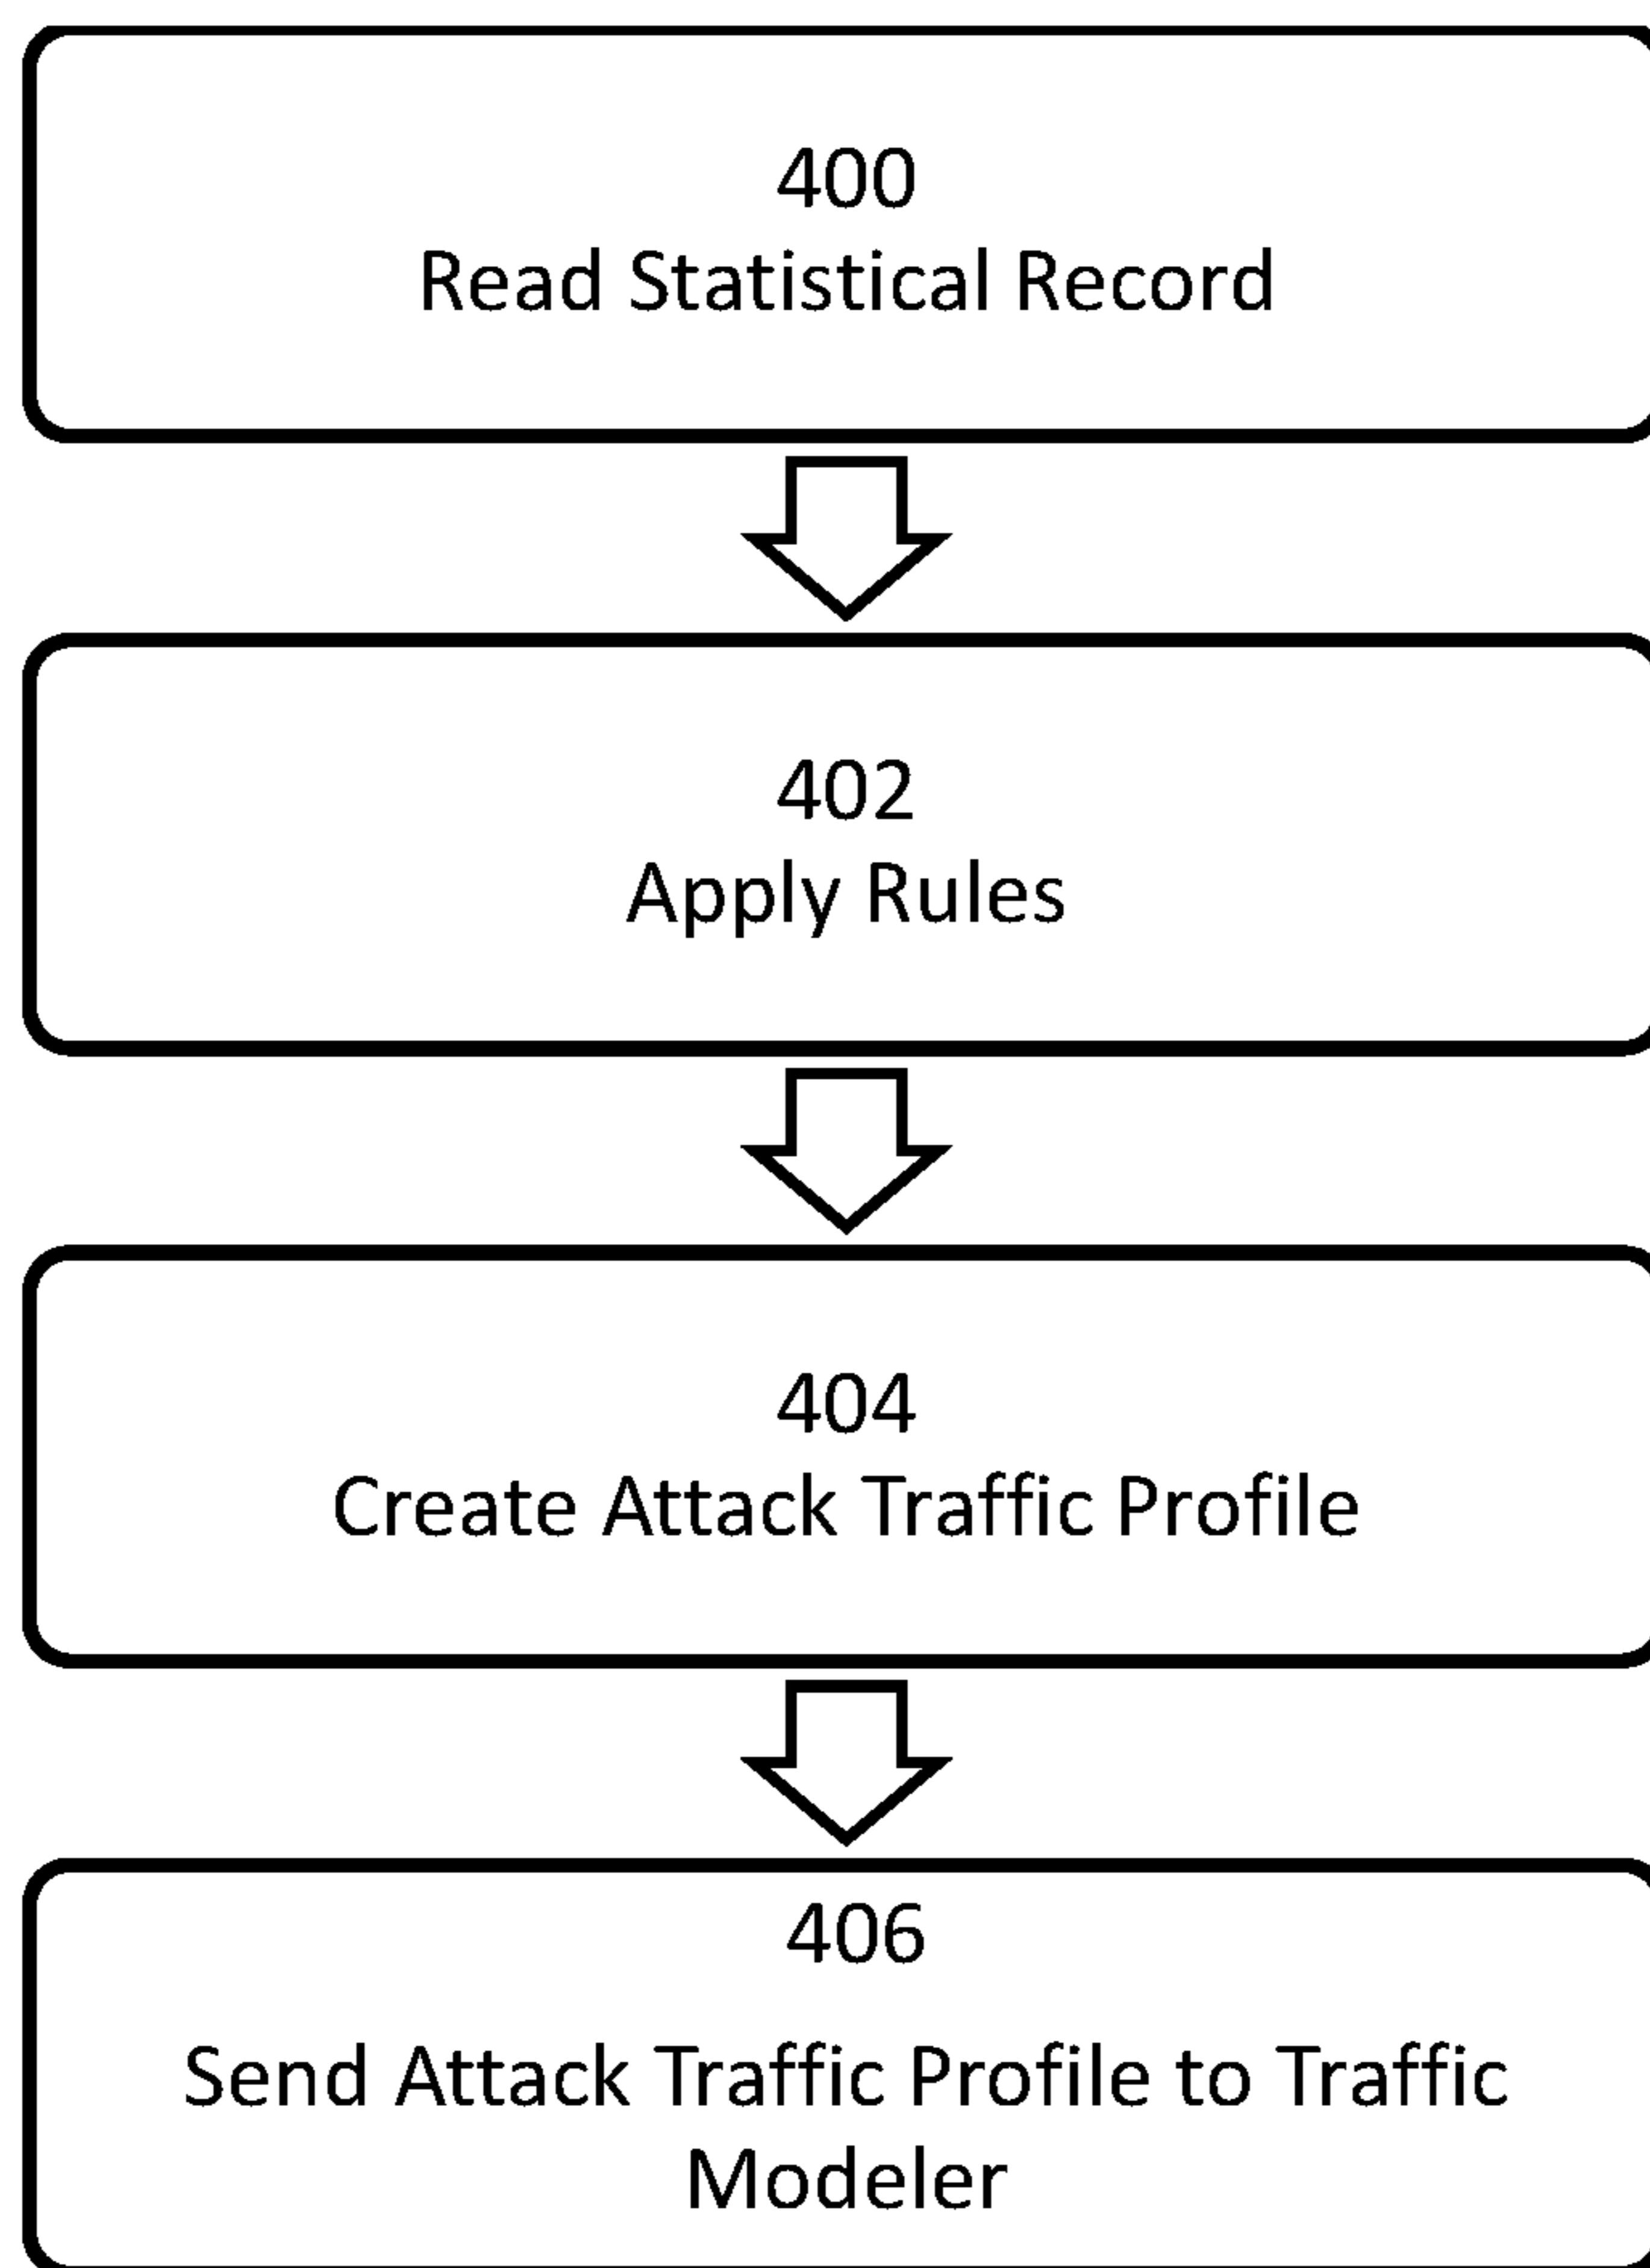 400
Read Statistical Record
402
Apply Rules
404
Create Attack Traffic Profile
406
Send Attack Traffic Profile to Traffic
Modeler